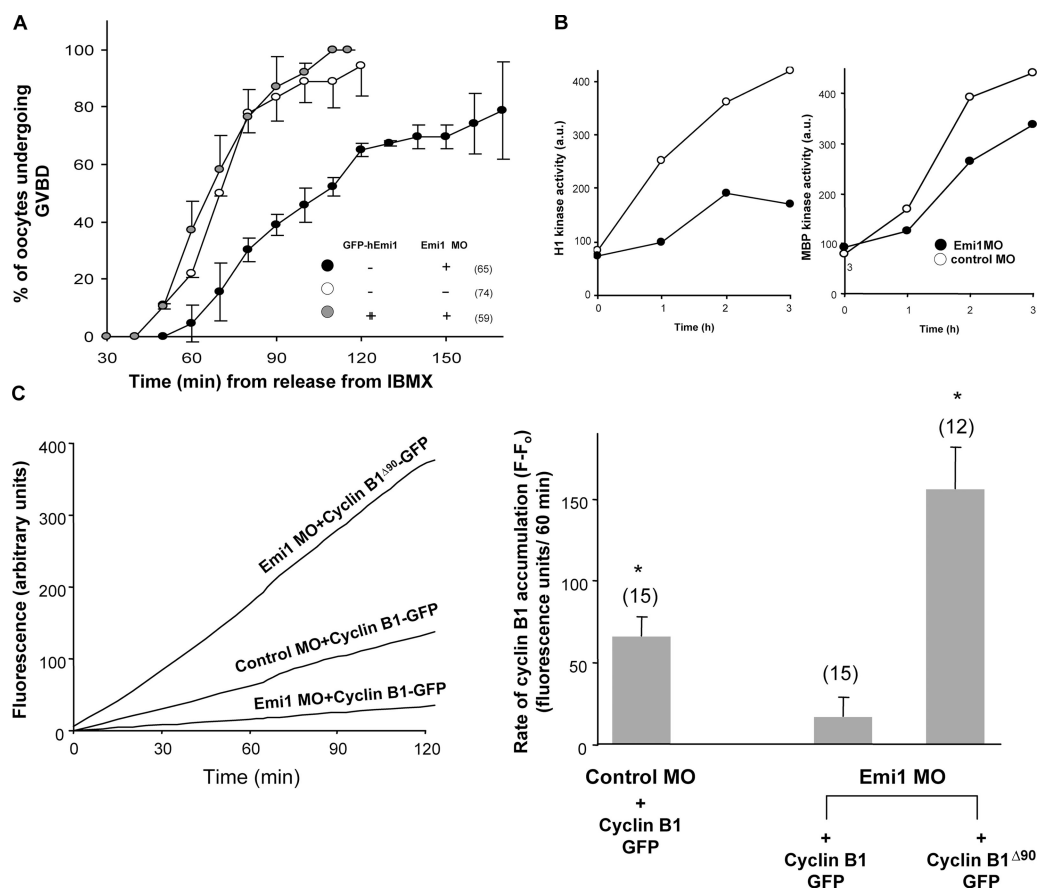 A
% of oocytes undergoing
GVBD
100
80
60
40
20
0
30
60
90
120
150
Time (min) from release from IBMX
GFP-hEmi1 Emi1 MO
- + (65)
- - (74)
+ + (59)
B
H1 kinase activity (a.u.)
400
300
200
100
0
0 1 2 3
Time (h)
MBP kinase activity (a.u.)
400
300
200
100
0
3
Emi1MO
control MO
0 1 2 3
Time (h)
C
Fluorescence (arbitrary units)
400
300
200
100
0
0 30 60 90 120
Time (min)
Emi1 MO+Cyclin B1Δ90-GFP
Control MO+Cyclin B1-GFP
Emi1 MO+Cyclin B1-GFP
Rate of cyclin B1 accumulation (F-Fo)
(fluorescence units/ 60 min)
150
100
50
0
*
(15)
(15)
*
(12)
Control MO
+
Cyclin B1
GFP
Emi1 MO
+
Cyclin B1
GFP
+
Cyclin B1Δ90
GFP